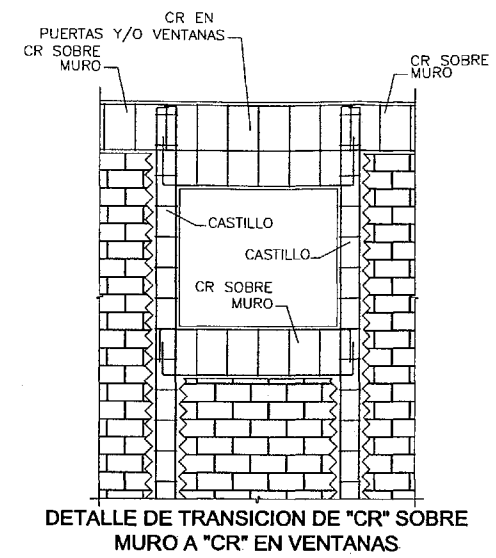 CR EN
PUERTAS Y/O VENTANAS
CR SOBRE
MURO
CR SOBRE
MURO
CASTILLO
CASTILLO
CR SOBRE
MURO
DETALLE DE TRANSICION DE "CR" SOBRE
MURO A "CR" EN VENTANAS